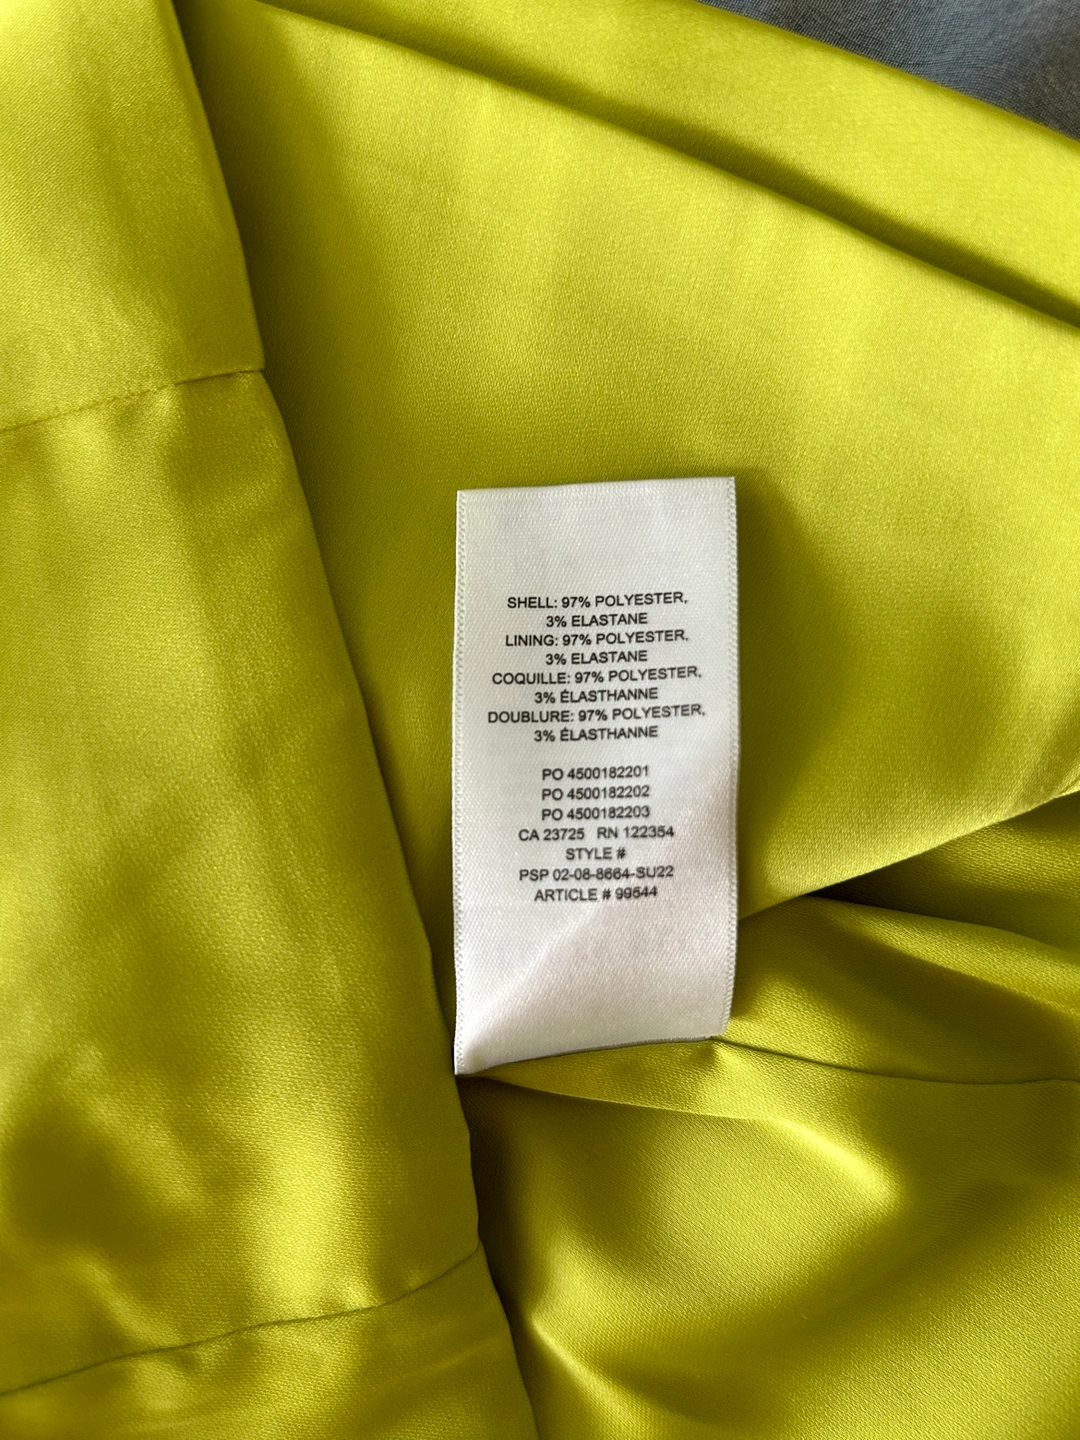 SHELL: 97% POLYESTER,
3% ELASTANE
LINING: 97% POLYESTER,
3% ELASTANE
COQUILLE: 97% POLYESTER,
3% ÉLASTHANNE
DOUBLURE: 97% POLYESTER,
3% ÉLASTHANNE
PO 4500182201
PO 4500182202
PO 4500182203
CA 23725 RN 122354
STYLE #
PSP 02-08-8664-SU22
ARTICLE # 99544